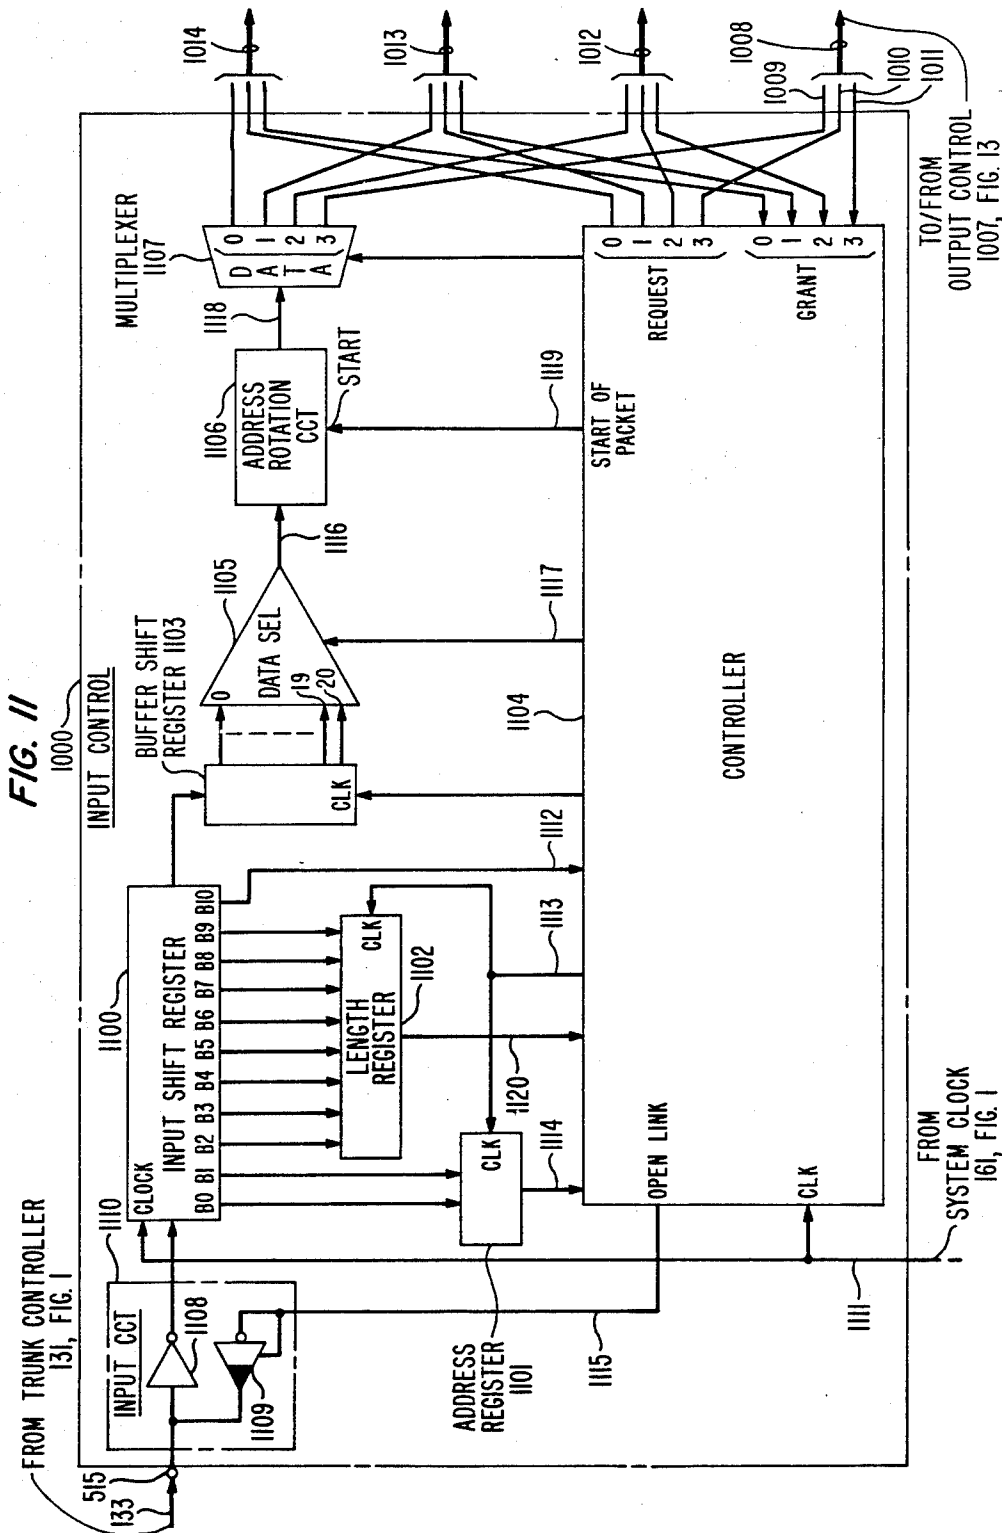 FIG. 11
1000
INPUT CONTROL
FROM TRUNK CONTROLLER
131, FIG. 1
133
515
1110
INPUT CCT
1108
1109
1100
CLOCK
INPUT SHIFT REGISTER
B0 B1 B2 B3 B4 B5 B6 B7 B8 B9 B10
BUFFER SHIFT
REGISTER 1103
CLK
0
19
20
DATA SEL
1105
1116
1106
ADDRESS
ROTATION
CCT
START
1118
MULTIPLEXER
1107
DATA
0
1
2
3
1014
1013
1012
1008
1009
1010
1011
CLK
LENGTH
REGISTER
1102
CLK
ADDRESS
REGISTER
1101
1114
1120
1113
1112
1104
1117
1119
START OF
PACKET
REQUEST
0
1
2
3
GRANT
0
1
2
3
OPEN LINK
1115
CLK
CONTROLLER
1111
FROM
SYSTEM CLOCK
161, FIG. 1
TO/FROM
OUTPUT CONTROL
1007, FIG. 13